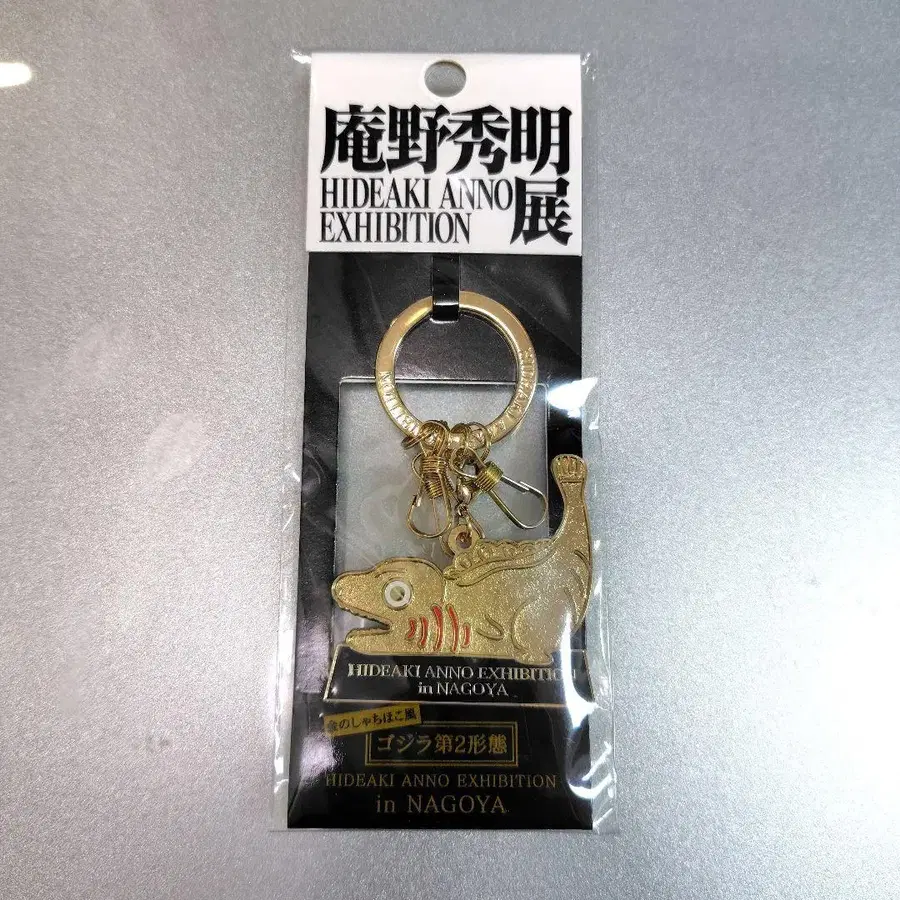 庵野秀明
展
HIDEAKI ANNO
EXHIBITION
HIDEAKI ANNO EXHIBITION
in NAGOYA
金のしゃちほこ風
ゴジラ第2形態
HIDEAKI ANNO EXHIBITION
in NAGOYA